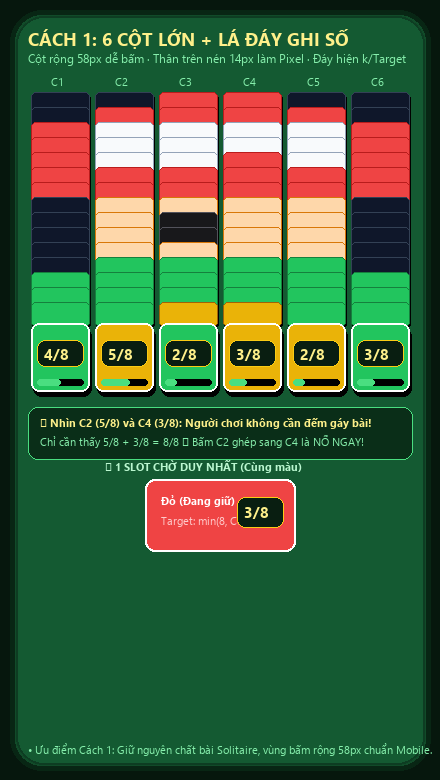 CÁCH 1: 6 CỘT LỚN + LÁ ĐÁY GHI SỐ
Cột rộng 58px dễ bấm · Thân trên nén 14px làm Pixel · Đáy hiện k/Target
C1 C2 C3 C4 C5 C6
4/8 5/8 2/8 3/8 2/8 3/8
Nhìn C2 (5/8) và C4 (3/8): Người chơi không cần đếm gáy bài!
Chỉ cần thấy 5/8 + 3/8 = 8/8 Bấm C2 ghép sang C4 là NỔ NGAY!
1 SLOT CHỜ DUY NHẤT (Cùng màu)
Đỏ (Đang giữ)
Target: min(8, C
3/8
• Ưu điểm Cách 1: Giữ nguyên chất bài Solitaire, vùng bấm rộng 58px chuẩn Mobile.